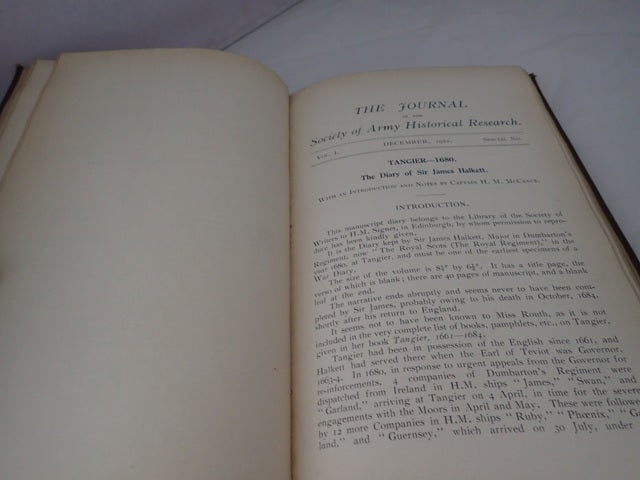 THE JOURNAL
OF THE
Society of Army Historical Research.
Vol. I. DECEMBER, 1922. Special No.
TANGIER—1680.
The Diary of Sir James Halkett.
With an Introduction and Notes by Captain H. M. McCance.
INTRODUCTION.
This manuscript diary belongs to the Library of the Society of
Writers to H.M. Signet, in Edinburgh, by whom permission to repro-
duce has been kindly given.
It is the Diary kept by Sir James Halkett, Major in Dumbarton's
Regiment, now "The Royal Scots (The Royal Regiment)," in the
year 1680, at Tangier, and must be one of the earliest specimens of a
War Diary.
The size of the volume is 8¼" by 6¼". It has a title page, the
verso of which is blank; there are 40 pages of manuscript, and a blank
leaf at the end.
The narrative ends abruptly and seems never to have been com-
pleted by Sir James, probably owing to his death in October, 1684,
shortly after his return to England.
It seems not to have been known to Miss Routh, as it is not
included in the very complete list of books, pamphlets, etc., on Tangier,
given in her book Tangier, 1661—1684.
Tangier had been in possession of the English since 1661, and
Halkett had served there when the Earl of Teviot was Governor,
1663-4. In 1680, in response to urgent appeals from the Governor for
re-inforcements, 4 companies of Dumbarton's Regiment were
dispatched from Ireland in H.M. ships "James," "Swan," and
"Garland," arriving at Tangier on 4 April, in time for the severe
engagements with the Moors in April and May. These were followe
by 12 more Companies in H.M. ships "Ruby," "Phœnix," "Ga
land," and "Guernsey," which arrived on 30 July, under